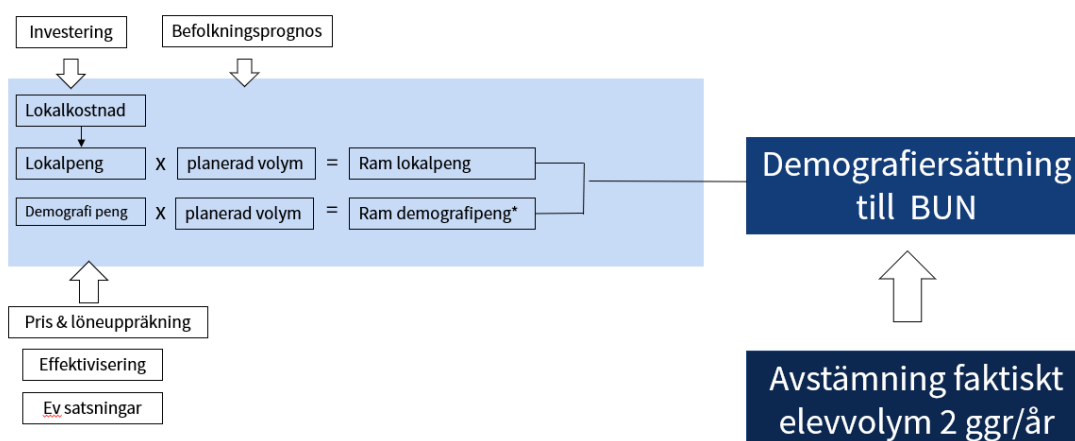 Investering
Befolkningsprognos
Lokalkostnad
Lokalpeng x planerad volym = Ram lokalpeng
Demografi peng x planerad volym = Ram demografipeng*
Demografiersättning
till BUN
Pris & löneuppräkning
Effektivisering
Ev satsningar
Avstämning faktiskt
elevvolym 2 ggr/år